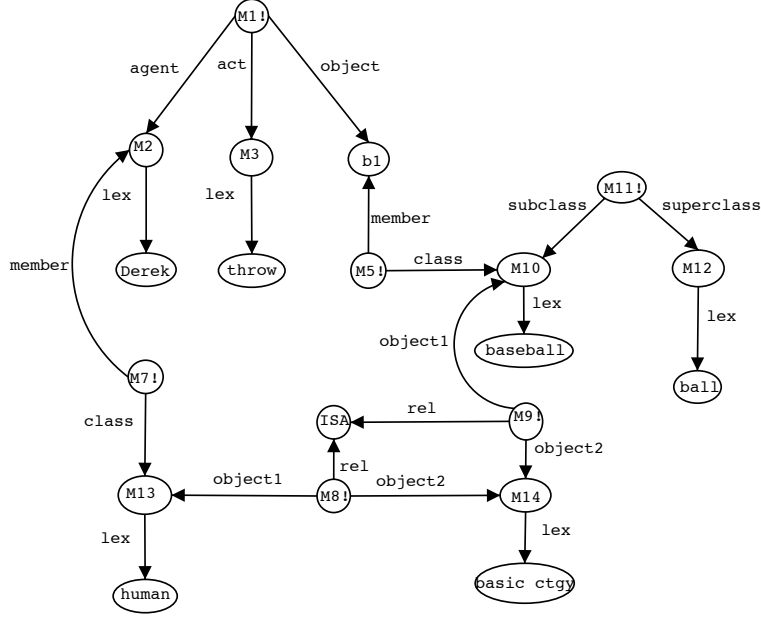 M1!
agent
act
object
M2
M3
b1
M11!
subclass
superclass
lex
lex
member
member
Derek
throw
M5!
class
M10
M12
lex
lex
baseball
object1
ball
M7!
class
ISA
rel
M9!
rel
object2
M13
object1
M8!
object2
M14
lex
lex
human
basic ctgy